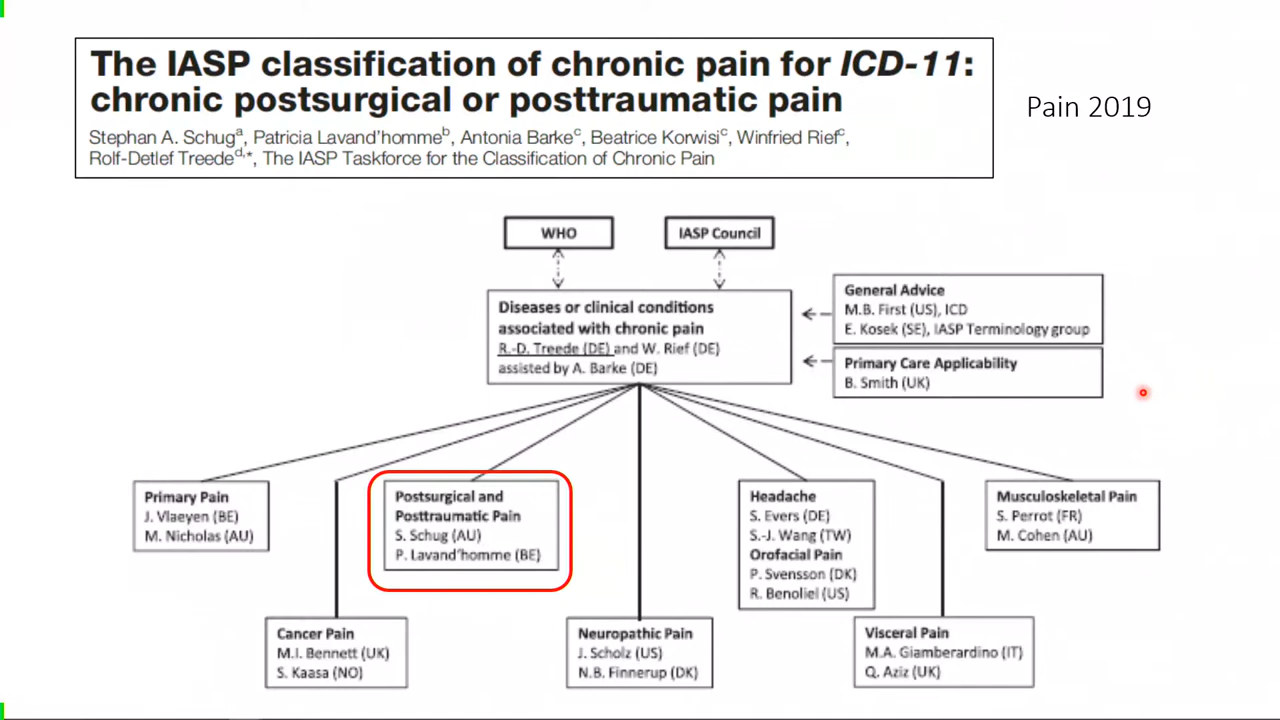 The IASP classification of chronic pain for ICD-11:
chronic postsurgical or posttraumatic pain
Stephan A. Schugᵃ, Patricia Lavand'hommeᵇ, Antonia Barkeᶜ, Beatrice Korwisiᶜ, Winfried Riefᶜ,
Rolf-Detlef Treedeᵈ,*, The IASP Taskforce for the Classification of Chronic Pain
Pain 2019
WHO
IASP Council
Diseases or clinical conditions
associated with chronic pain
R.-D. Treede (DE) and W. Rief (DE)
assisted by A. Barke (DE)
General Advice
M.B. First (US), ICD
E. Kosek (SE), IASP Terminology group
Primary Care Applicability
B. Smith (UK)
Primary Pain
J. Vlaeyen (BE)
M. Nicholas (AU)
Postsurgical and
Posttraumatic Pain
S. Schug (AU)
P. Lavand'homme (BE)
Headache
S. Evers (DE)
S.-J. Wang (TW)
Orofacial Pain
P. Svensson (DK)
R. Benoliel (US)
Musculoskeletal Pain
S. Perrot (FR)
M. Cohen (AU)
Cancer Pain
M.I. Bennett (UK)
S. Kaasa (NO)
Neuropathic Pain
J. Scholz (US)
N.B. Finnerup (DK)
Visceral Pain
M.A. Giamberardino (IT)
Q. Aziz (UK)